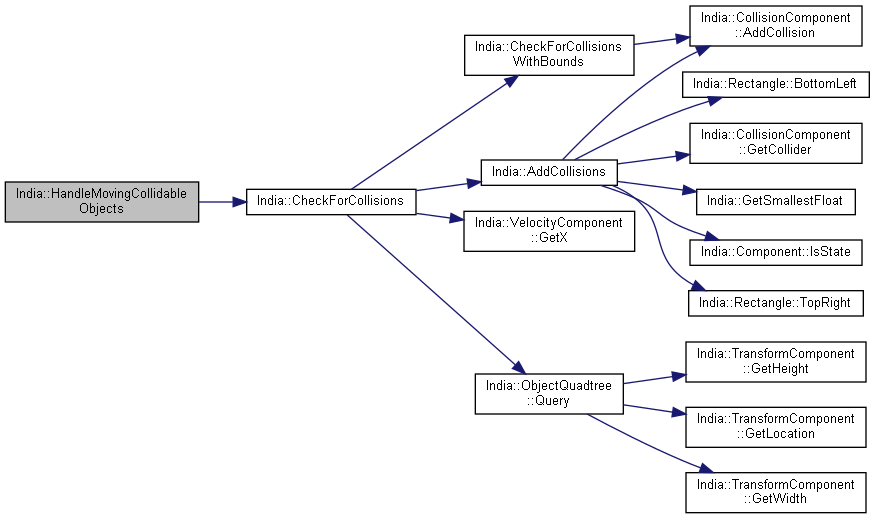 India::HandleMovingCollidable
Objects
India::CheckForCollisions
India::CheckForCollisions
WithBounds
India::AddCollisions
India::VelocityComponent
::GetX
India::ObjectQuadtree
::Query
India::CollisionComponent
::AddCollision
India::Rectangle::BottomLeft
India::CollisionComponent
::GetCollider
India::GetSmallestFloat
India::Component::IsState
India::Rectangle::TopRight
India::TransformComponent
::GetHeight
India::TransformComponent
::GetLocation
India::TransformComponent
::GetWidth